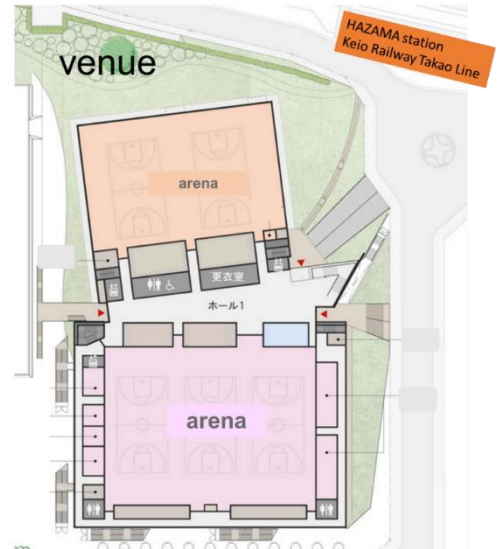 HAZAMA station
Keio Railway Takao Line
venue
arena
更衣室
ホール1
arena